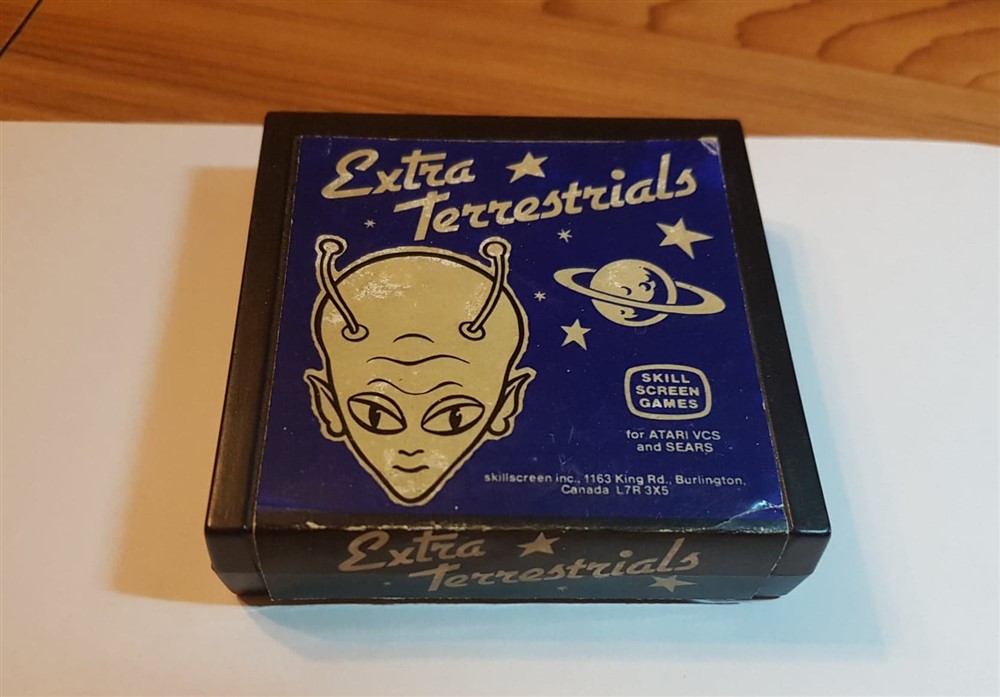 Extra
Terrestrials
SKILL
SCREEN
GAMES
for ATARI VCS
and SEARS
skillscreen inc., 1163 King Rd., Burlington,
Canada L7R 3X5
Extra
Terrestrials